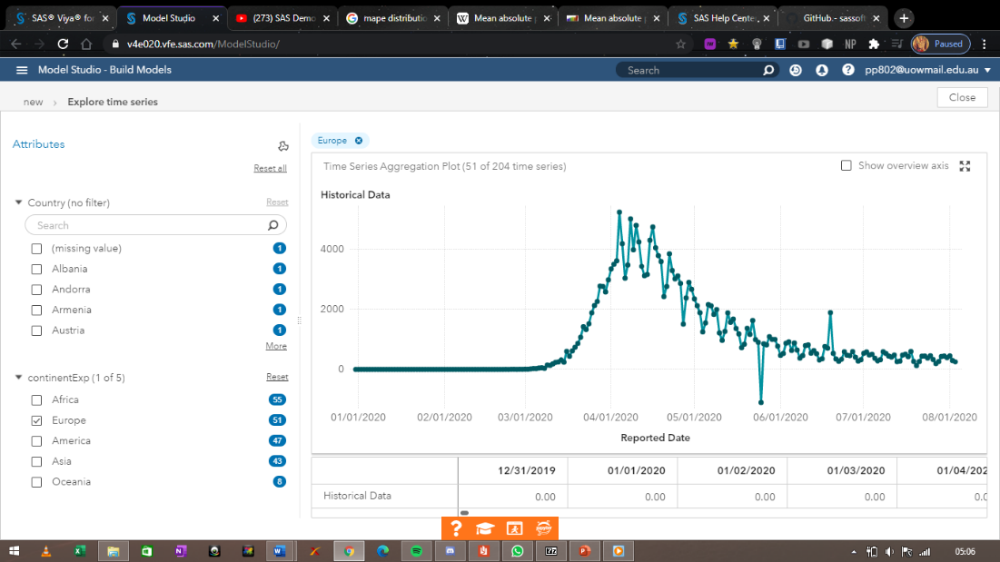 SAS® Viya® for
Model Studio
(273) SAS Demo
mape distributio
Mean absolute p
Mean absolute p
SAS Help Center
GitHub - sassoft
v4e020.vfe.sas.com/ModelStudio/
NP
Paused
Model Studio - Build Models
Search
pp802@uowmail.edu.au
new
Explore time series
Close
Attributes
Reset all
Country (no filter)
Reset
Search
(missing value) 1
Albania 1
Andorra 1
Armenia 1
Austria 1
More
continentExp (1 of 5)
Reset
Africa 55
Europe 51
America 47
Asia 43
Oceania 8
Europe
Time Series Aggregation Plot (51 of 204 time series)
Show overview axis
Historical Data
4000
2000
0
01/01/2020 02/01/2020 03/01/2020 04/01/2020 05/01/2020 06/01/2020 07/01/2020 08/01/2020
Reported Date
12/31/2019 01/01/2020 01/02/2020 01/03/2020 01/04/202
Historical Data 0.00 0.00 0.00 0.00 0.0
05:06